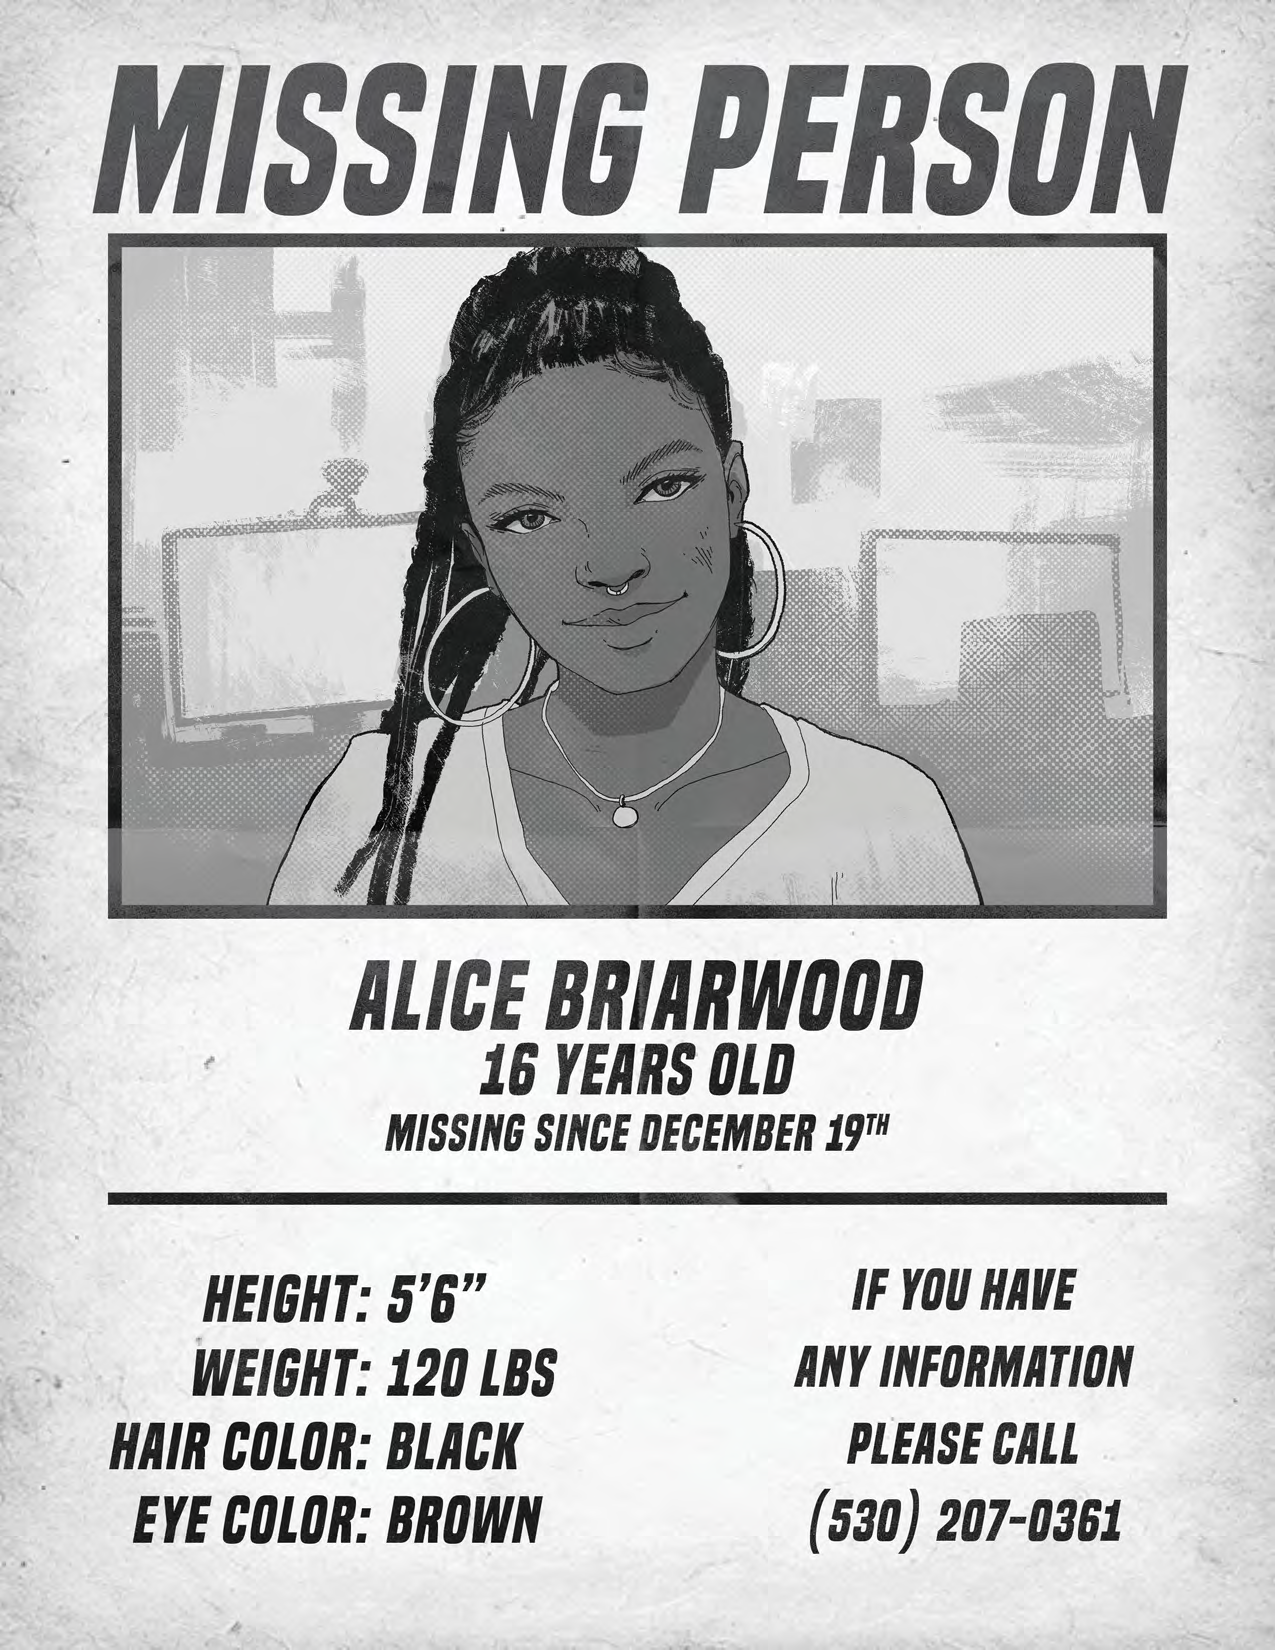 MISSING PERSON
ALICE BRIARWOOD
16 YEARS OLD
MISSING SINCE DECEMBER 19TH
HEIGHT: 5’6”
WEIGHT: 120 LBS
HAIR COLOR: BLACK
EYE COLOR: BROWN
IF YOU HAVE
ANY INFORMATION
PLEASE CALL
(530) 207-0361